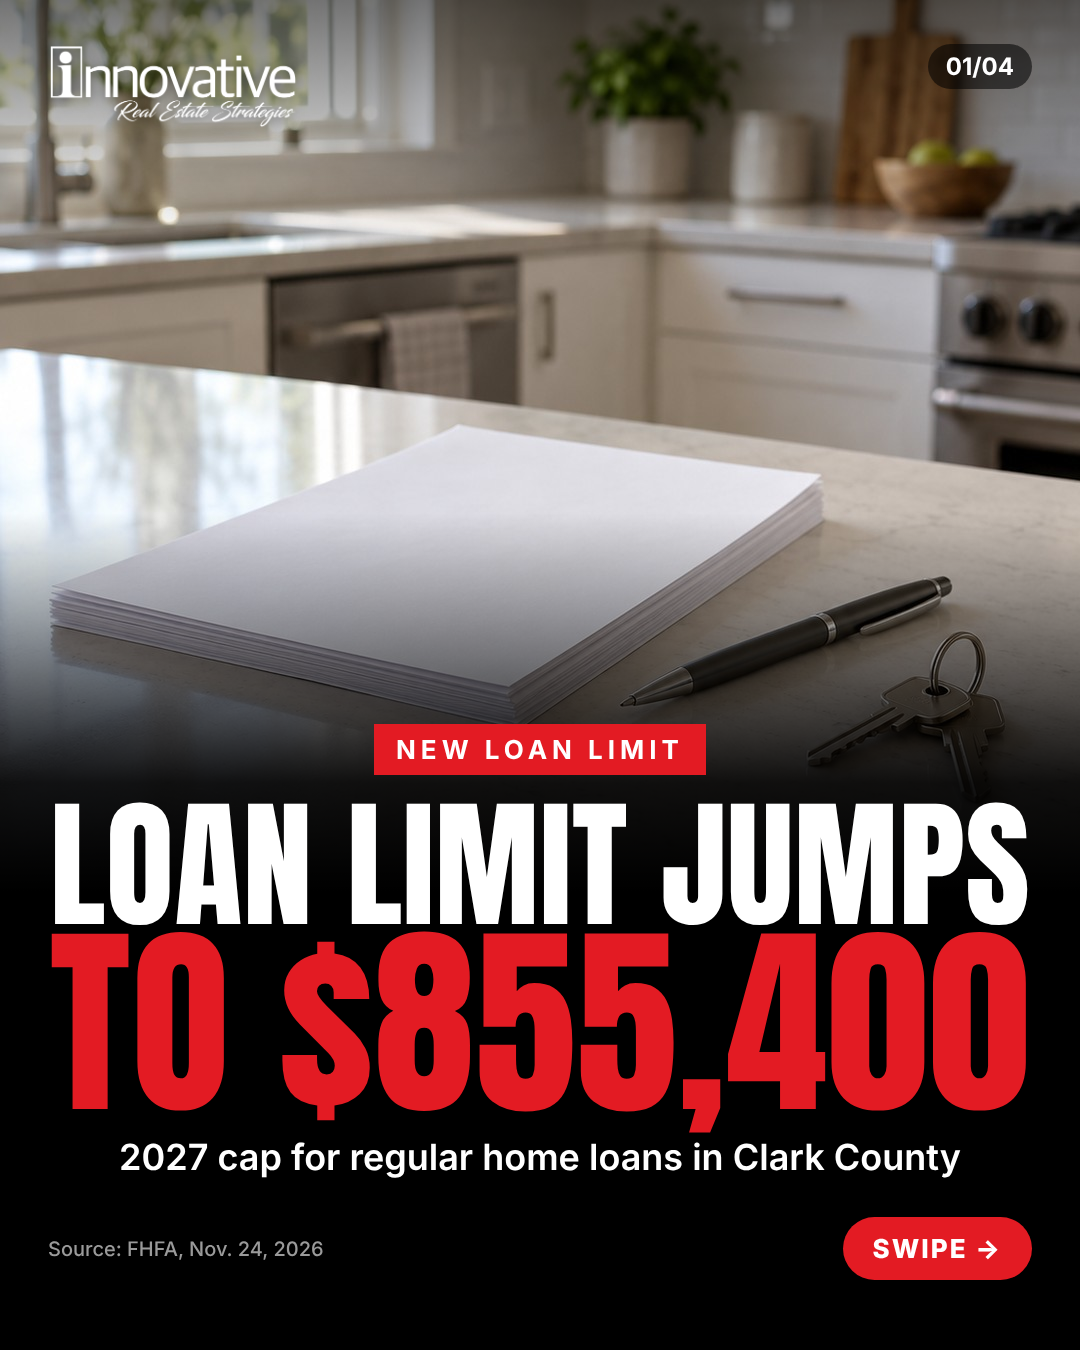 innovative
Real Estate Strategies
01/04
NEW LOAN LIMIT
LOAN LIMIT JUMPS
TO $855,400
2027 cap for regular home loans in Clark County
Source: FHFA, Nov. 24, 2026
SWIPE →